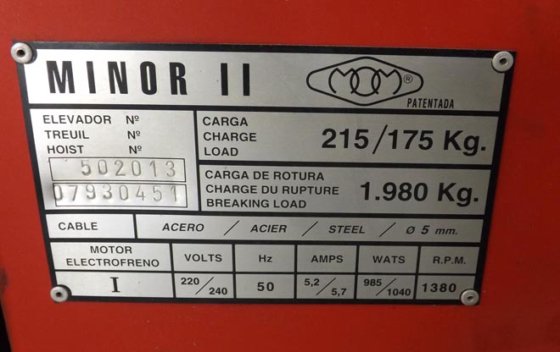 MINOR II
MOM ®
PATENTADA
ELEVADOR Nº
TREUIL Nº
HOIST Nº
502013
07930451
CARGA
CHARGE
LOAD
215/175 Kg.
CARGA DE ROTURA
CHARGE DU RUPTURE
BREAKING LOAD
1.980 Kg.
CABLE
ACERO / ACIER / STEEL / Ø 5 mm.
MOTOR
ELECTROFRENO
VOLTS
Hz
AMPS
WATS
R.P.M.
I
220/240
50
5,2/5,7
985/1040
1380